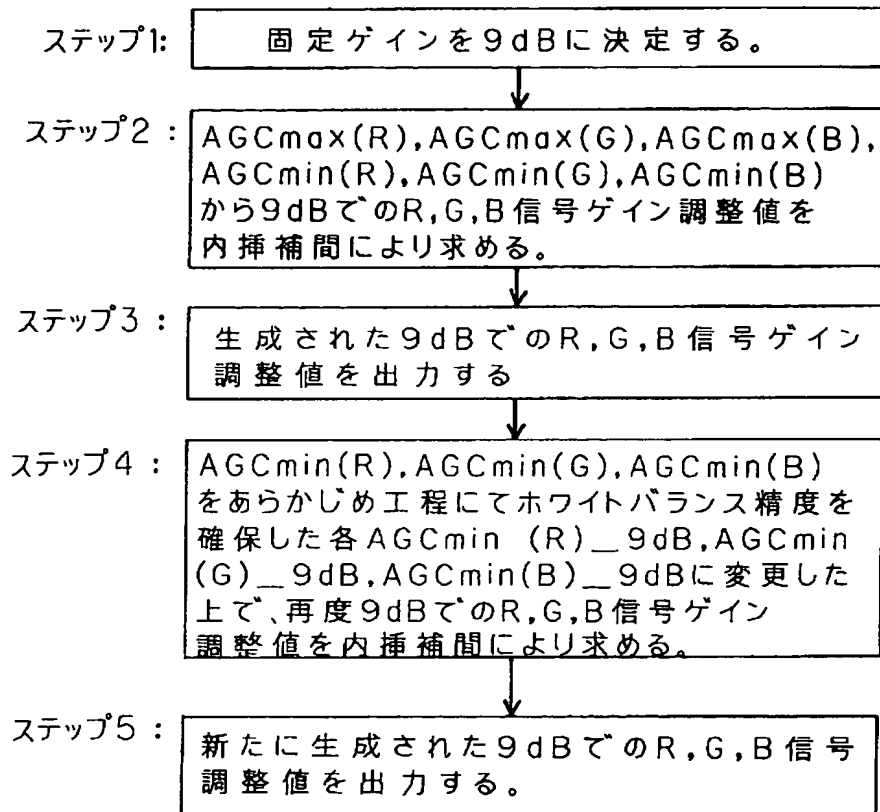 ステップ1: 固定ゲインを9dBに決定する。
ステップ2: AGCmax(R),AGCmax(G),AGCmax(B),
AGCmin(R),AGCmin(G),AGCmin(B)
から9dBでのR,G,B信号ゲイン調整値を
内挿補間により求める。
ステップ3: 生成された9dBでのR,G,B信号ゲイン
調整値を出力する
ステップ4: AGCmin(R),AGCmin(G),AGCmin(B)
をあらかじめ工程にてホワイトバランス精度を
確保した各AGCmin (R)_9dB,AGCmin
(G)_9dB,AGCmin(B)_9dBに変更した
上で、再度9dBでのR,G,B信号ゲイン
調整値を内挿補間により求める。
ステップ5: 新たに生成された9dBでのR,G,B信号
調整値を出力する。